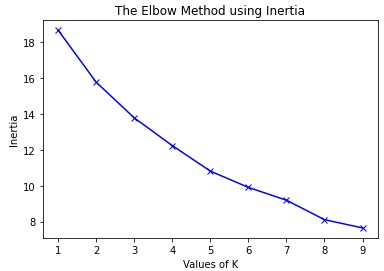 The Elbow Method using Inertia
Inertia
18
16
14
12
10
8
1 2 3 4 5 6 7 8 9
Values of K